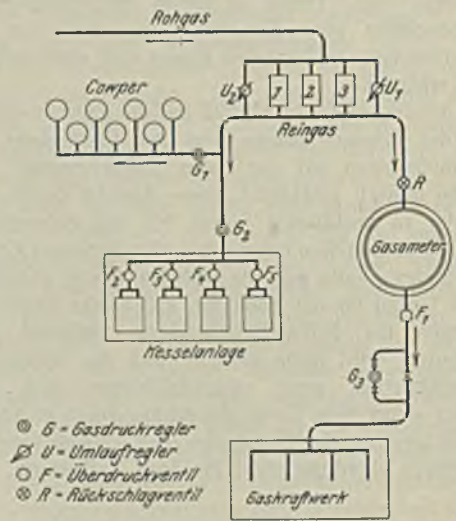 Rohgas
Cowper
U2 1 2 3 U1
Reingas
G1
R
G2
Gasometer
F2 F3 F4 F5
F1
Kesselanlage
G3
G = Gasdruckregler
U = Umlaufregler
F = Überdruckventil
R = Rückschlagventil
Gaskraftwerk